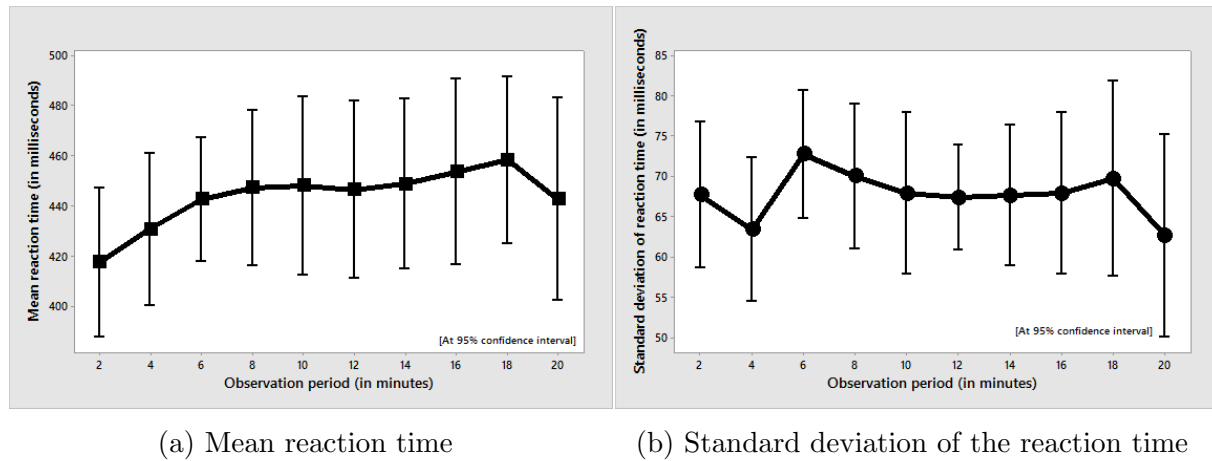 Mean reaction time (in milliseconds)
500
480
460
440
420
400
[At 95% confidence interval]
2 4 6 8 10 12 14 16 18 20
Observation period (in minutes)
(a) Mean reaction time
Standard deviation of reaction time (in milliseconds)
85
80
75
70
65
60
55
50
[At 95% confidence interval]
2 4 6 8 10 12 14 16 18 20
Observation period (in minutes)
(b) Standard deviation of the reaction time